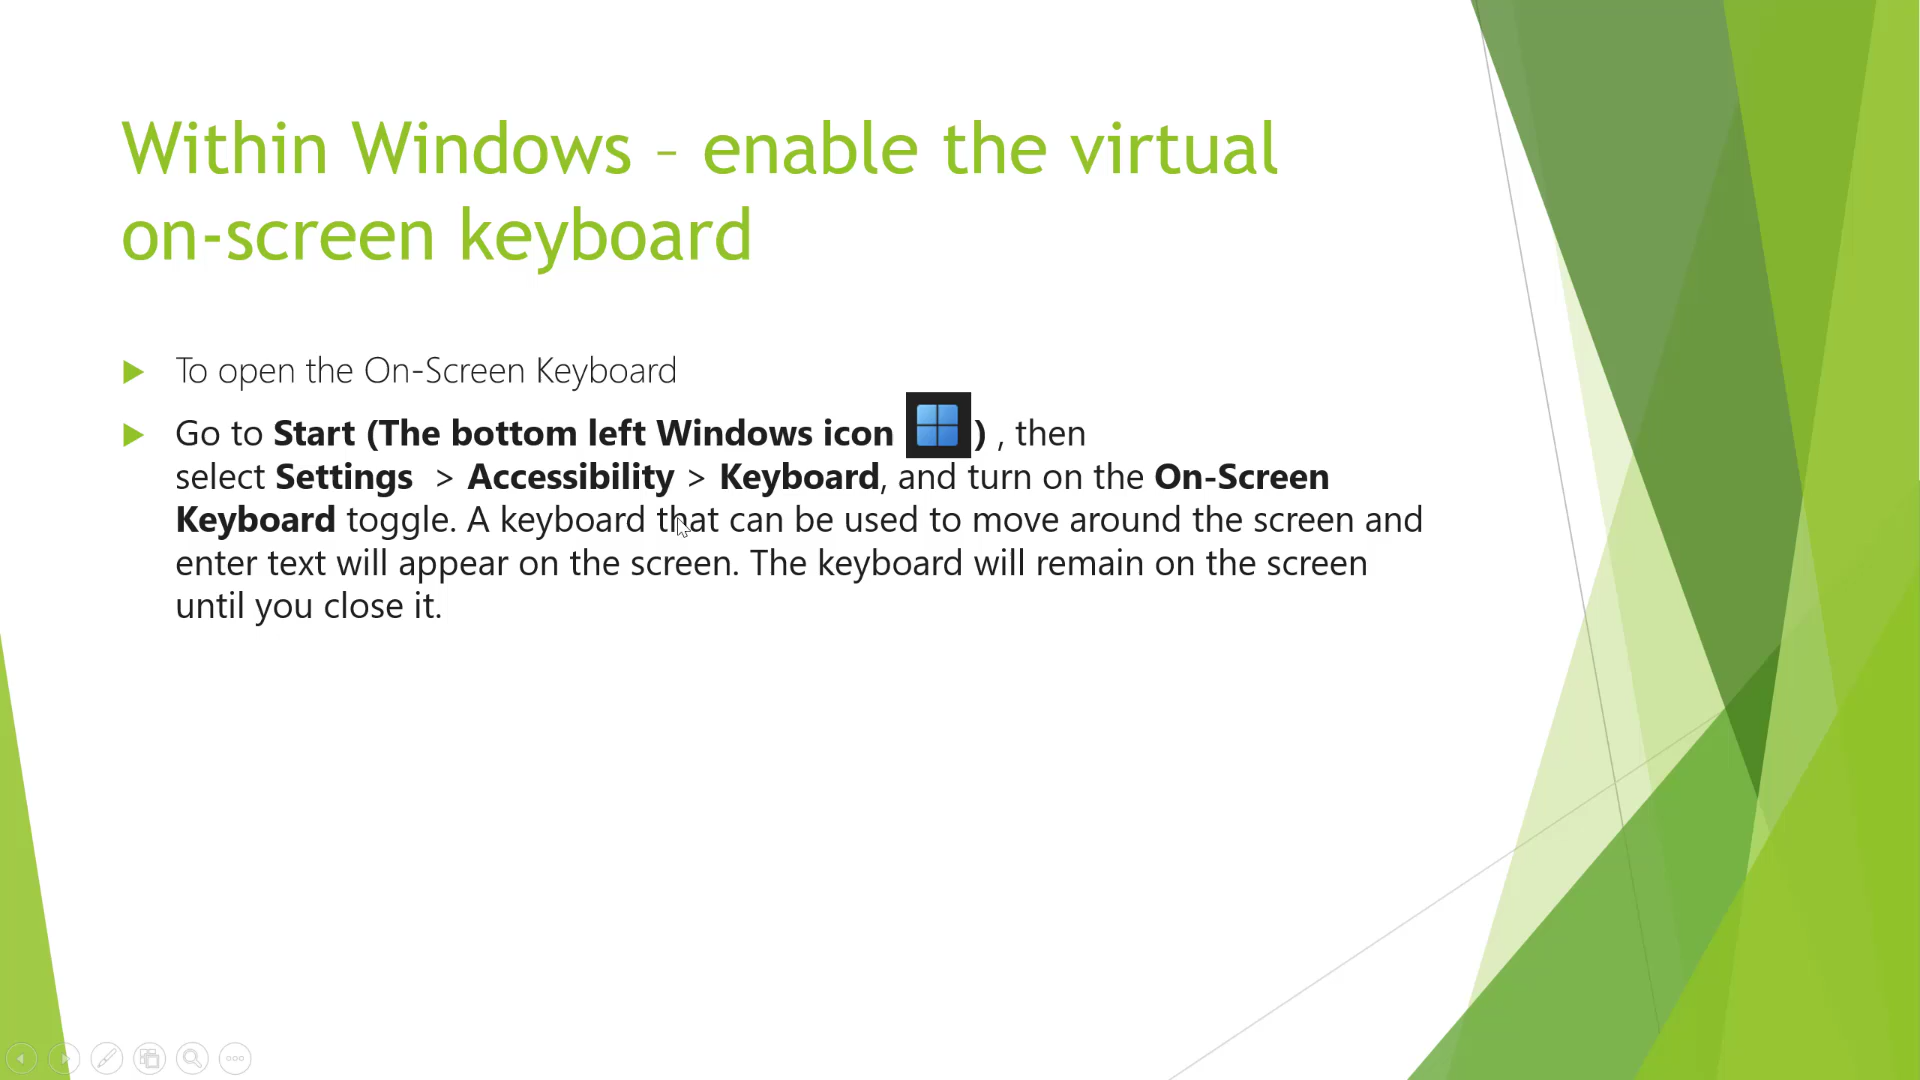 Within Windows – enable the virtual
on-screen keyboard
To open the On-Screen Keyboard
Go to Start (The bottom left Windows icon ) , then
select Settings > Accessibility > Keyboard, and turn on the On-Screen
Keyboard toggle. A keyboard that can be used to move around the screen and
enter text will appear on the screen. The keyboard will remain on the screen
until you close it.